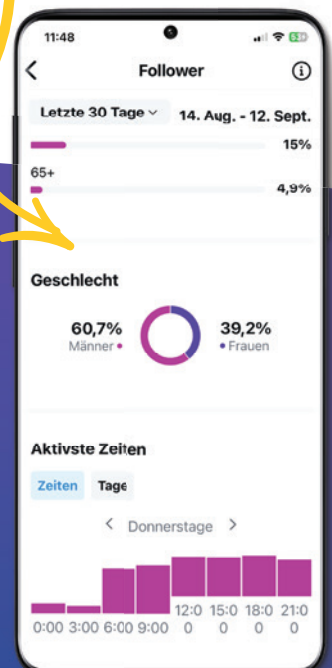 11:48
Follower
Letzte 30 Tage 14. Aug. - 12. Sept.
15%
65+
4,9%
Geschlecht
60,7% 39,2%
Männer Frauen
Aktivste Zeiten
Zeiten Tage
Donnerstage
0:00 3:00 6:00 9:00 12:00 15:00 18:00 21:00